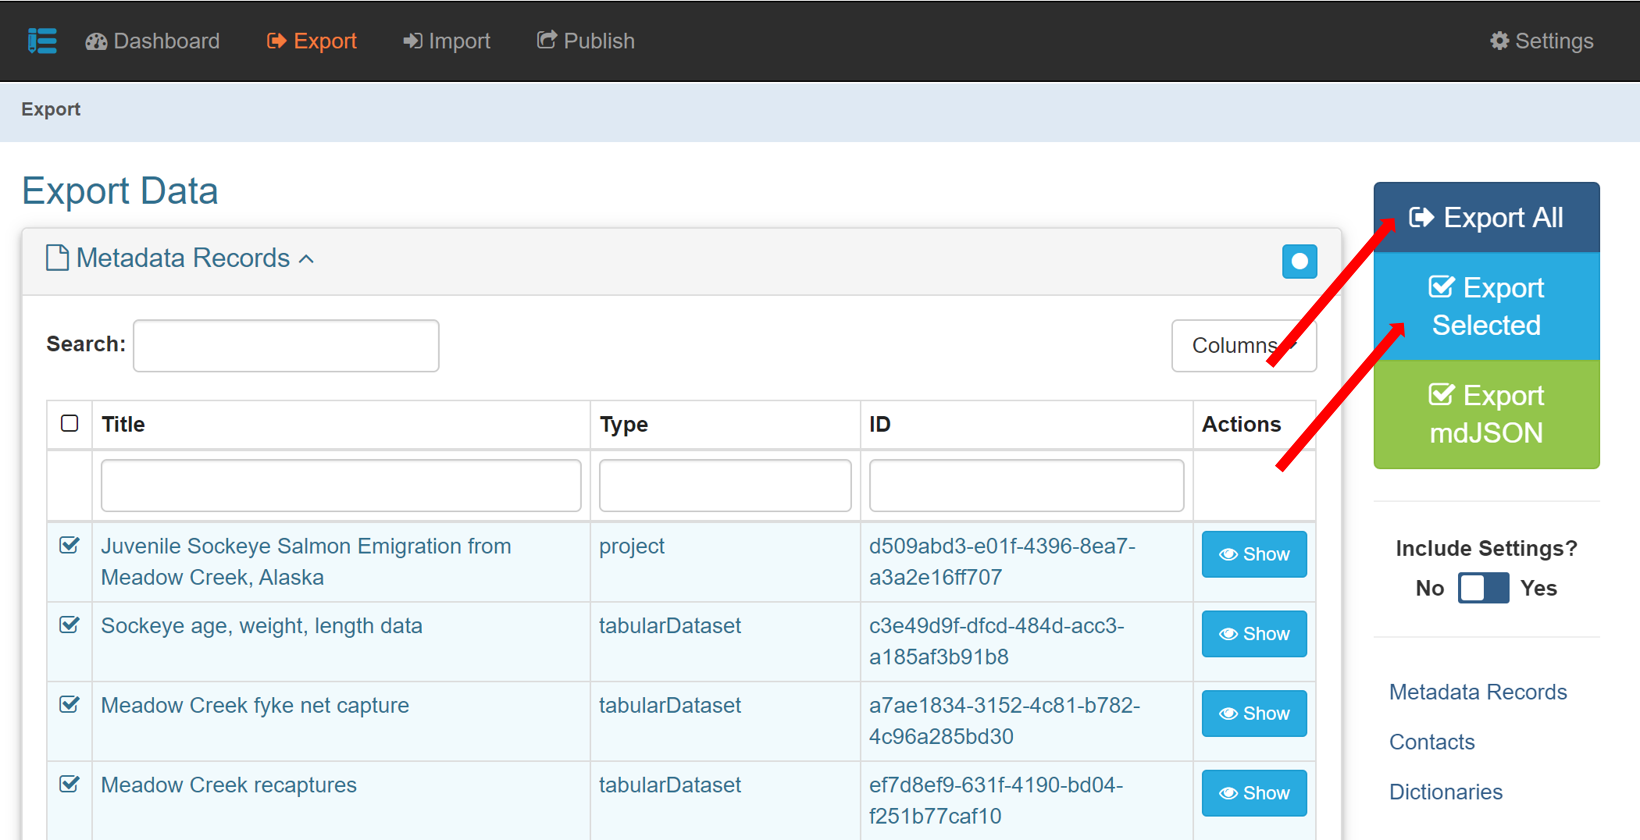 Dashboard Export Import Publish Settings
Export
Export Data
Metadata Records
Search:
Columns
Title Type ID Actions
Juvenile Sockeye Salmon Emigration from
Meadow Creek, Alaska
project
d509abd3-e01f-4396-8ea7-
a3a2e16ff707
Show
Sockeye age, weight, length data
tabularDataset
c3e49d9f-dfcd-484d-acc3-
a185af3b91b8
Show
Meadow Creek fyke net capture
tabularDataset
a7ae1834-3152-4c81-b782-
4c96a285bd30
Show
Meadow Creek recaptures
tabularDataset
ef7d8ef9-631f-4190-bd04-
f251b77caf10
Show
Export All
Export
Selected
Export
mdJSON
Include Settings?
No Yes
Metadata Records
Contacts
Dictionaries